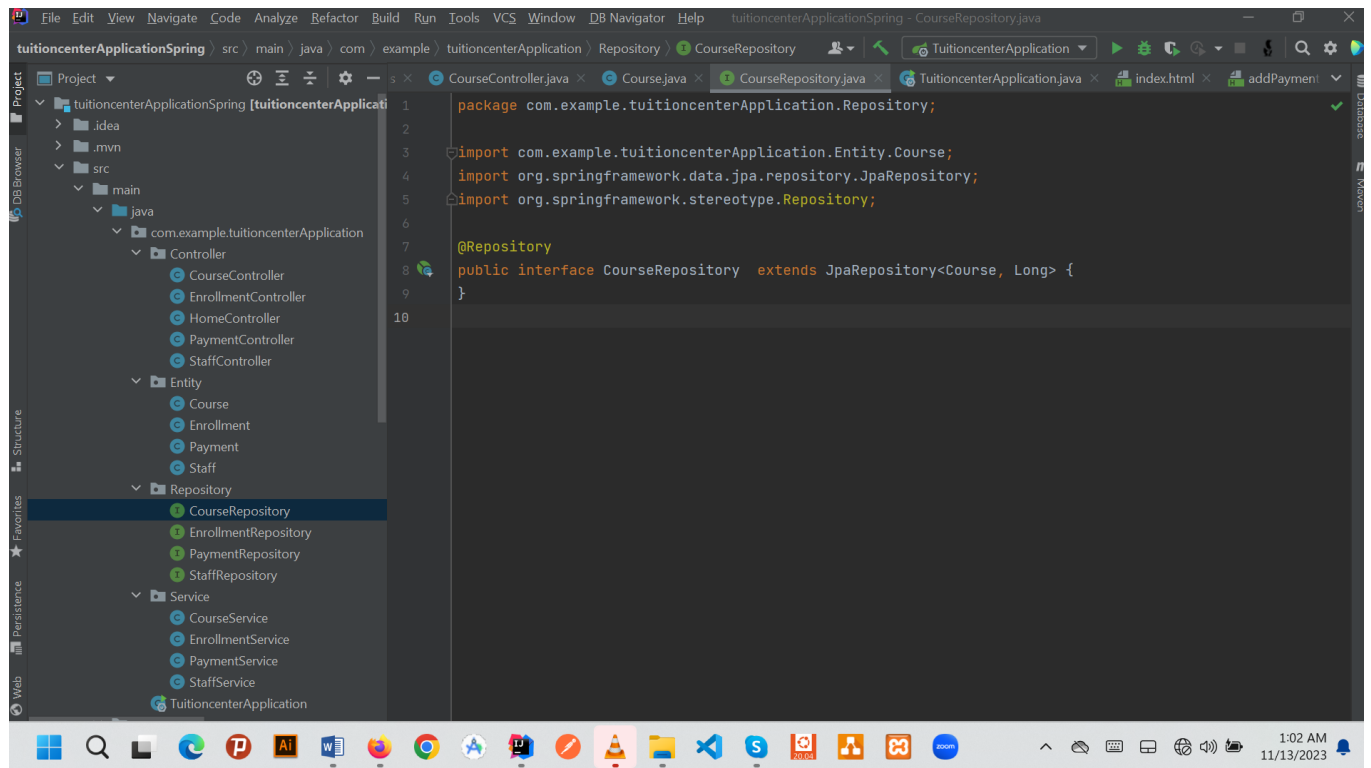 File Edit View Navigate Code Analyze Refactor Build Run Tools VCS Window DB Navigator Help tuitioncenterApplicationSpring - CourseRepository.java
tuitioncenterApplicationSpring src main java com example tuitioncenterApplication Repository CourseRepository TuitioncenterApplication
Project
s CourseController.java Course.java CourseRepository.java TuitioncenterApplication.java index.html addPayment
Project
DB Browser
Structure
Favorites
Persistence
Web
tuitioncenterApplicationSpring [tuitioncenterApplicati
.idea
.mvn
src
main
java
com.example.tuitioncenterApplication
Controller
CourseController
EnrollmentController
HomeController
PaymentController
StaffController
Entity
Course
Enrollment
Payment
Staff
Repository
CourseRepository
EnrollmentRepository
PaymentRepository
StaffRepository
Service
CourseService
EnrollmentService
PaymentService
StaffService
TuitioncenterApplication
1 package com.example.tuitioncenterApplication.Repository;
2
3 import com.example.tuitioncenterApplication.Entity.Course;
4 import org.springframework.data.jpa.repository.JpaRepository;
5 import org.springframework.stereotype.Repository;
6
7 @Repository
8 public interface CourseRepository  extends JpaRepository<Course, Long> {
9 }
10
Database
m Maven
Ai
20.04
zoom
1:02 AM
11/13/2023